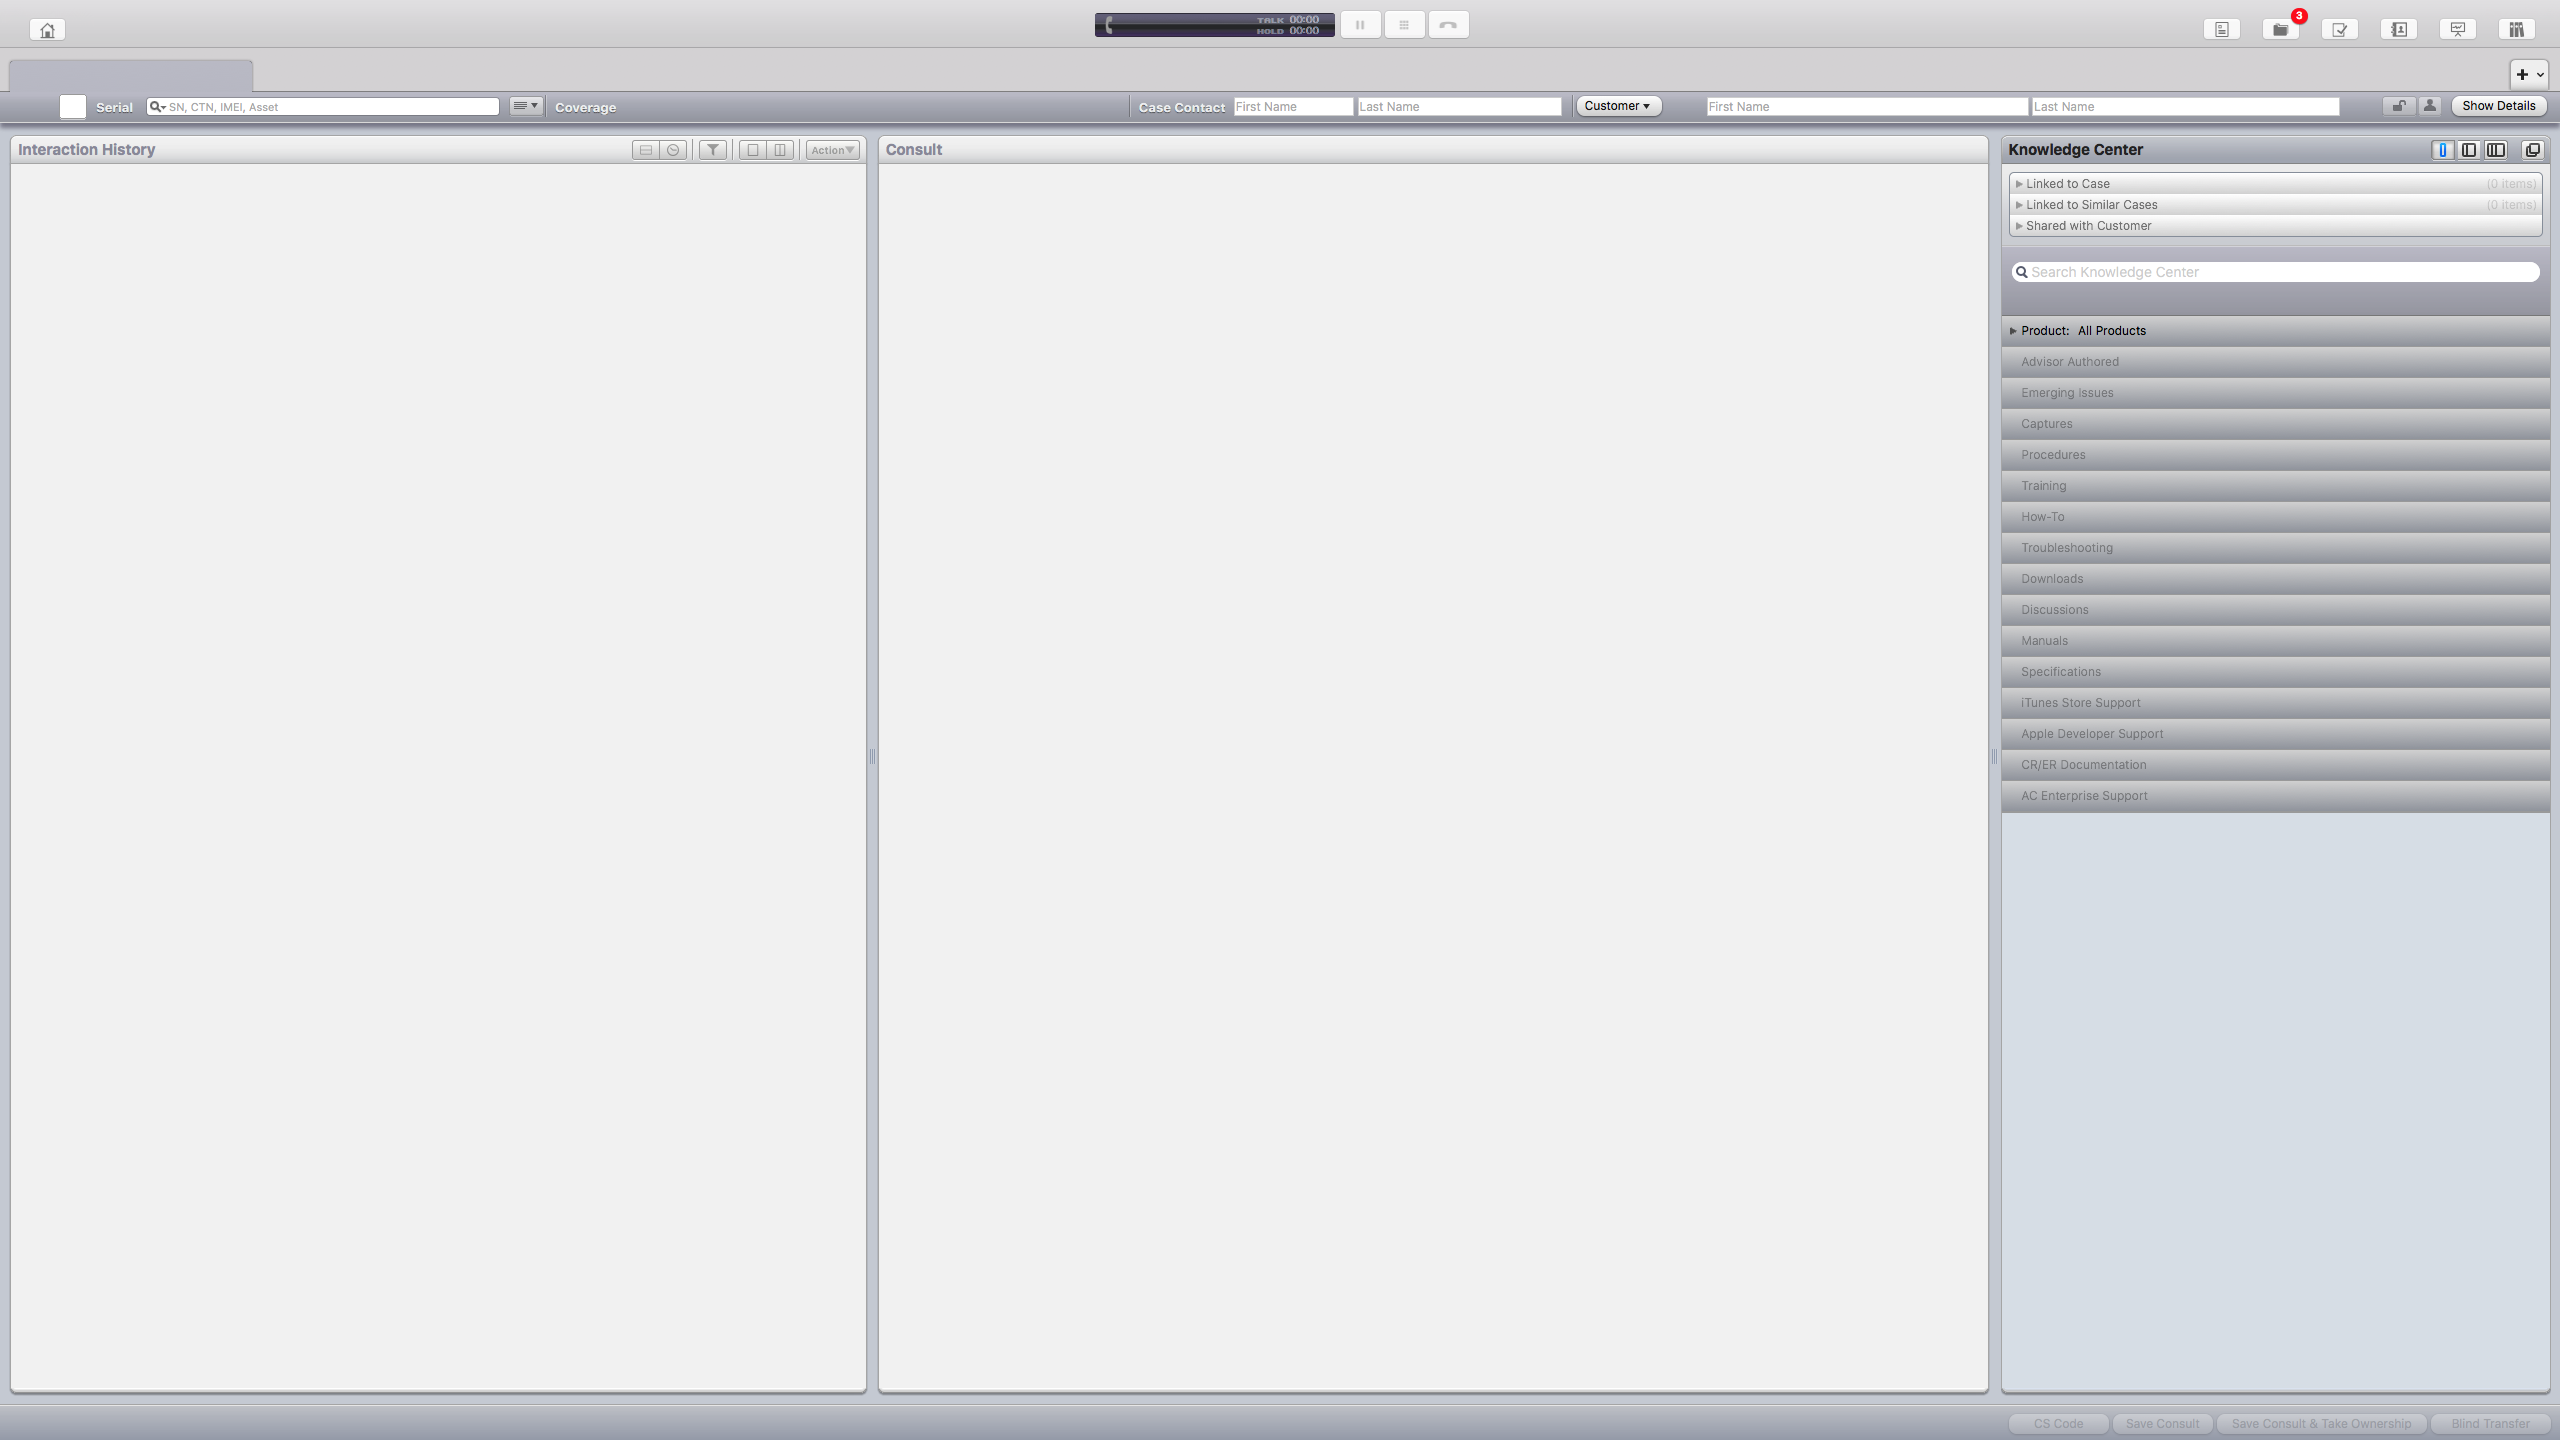 TALK 00:00
HOLD 00:00
3
Serial
SN, CTN, IMEI, Asset
Coverage
Case Contact
First Name
Last Name
Customer
First Name
Last Name
Show Details
Interaction History
Action
Consult
Knowledge Center
Linked to Case (0 items)
Linked to Similar Cases (0 items)
Shared with Customer
Search Knowledge Center
Product: All Products
Advisor Authored
Emerging Issues
Captures
Procedures
Training
How-To
Troubleshooting
Downloads
Discussions
Manuals
Specifications
iTunes Store Support
Apple Developer Support
CR/ER Documentation
AC Enterprise Support
CS Code
Save Consult
Save Consult & Take Ownership
Blind Transfer